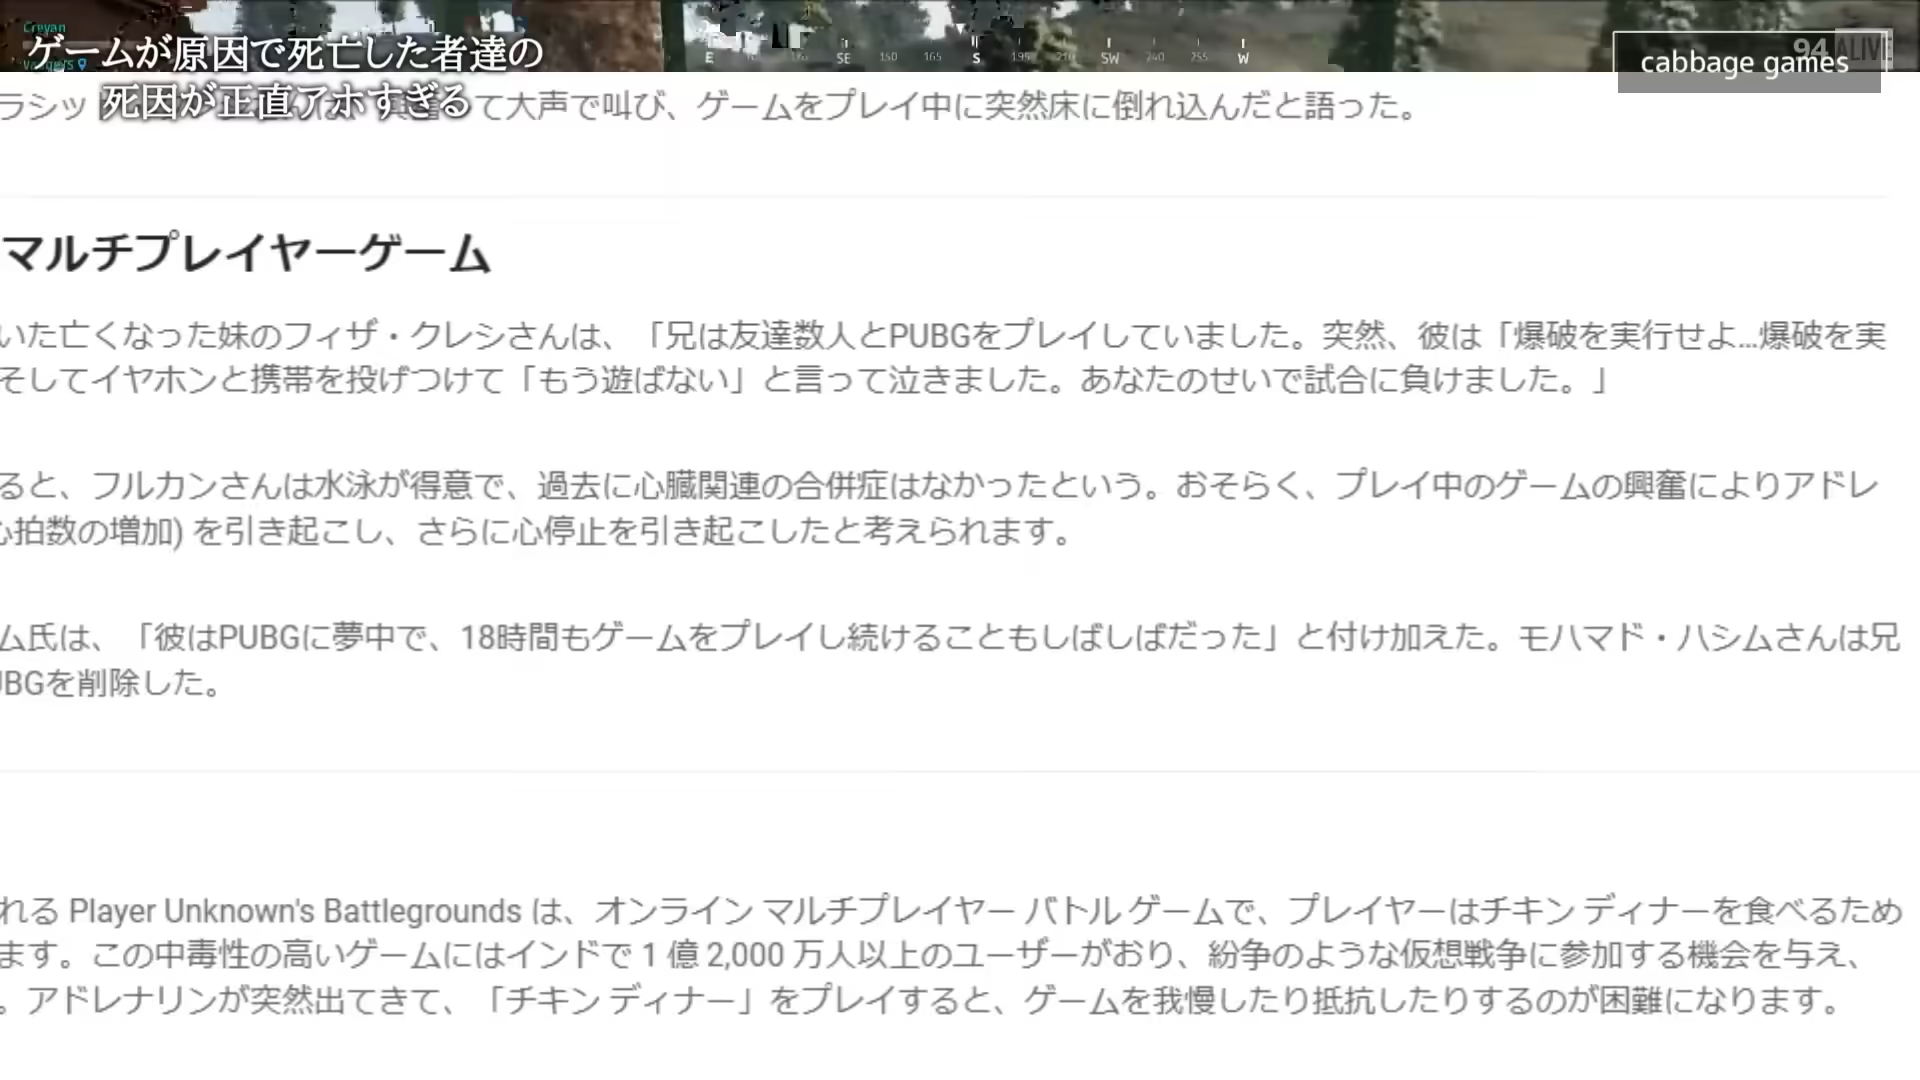 Creyan
ゲームが原因で死亡した者達の
死因が正直アホすぎる
E
SE 150 165 S 195 210 SW 240 255 W
94 ALIVE
cabbage games
ラシッ
て大声で叫び、ゲームをプレイ中に突然床に倒れ込んだと語った。
マルチプレイヤーゲーム
いた亡くなった妹のフィザ・クレシさんは、「兄は友達数人とPUBGをプレイしていました。突然、彼は「爆破を実行せよ...爆破を実
そしてイヤホンと携帯を投げつけて「もう遊ばない」と言って泣きました。あなたのせいで試合に負けました。」
ると、フルカンさんは水泳が得意で、過去に心臓関連の合併症はなかったという。おそらく、プレイ中のゲームの興奮によりアドレ
心拍数の増加) を引き起こし、さらに心停止を引き起こしたと考えられます。
ム氏は、「彼はPUBGに夢中で、18時間もゲームをプレイし続けることもしばしばだった」と付け加えた。モハマド・ハシムさんは兄
UBGを削除した。
れる Player Unknown's Battlegrounds は、オンライン マルチプレイヤー バトル ゲームで、プレイヤーはチキン ディナーを食べるため
ます。この中毒性の高いゲームにはインドで 1 億 2,000 万人以上のユーザーがおり、紛争のような仮想戦争に参加する機会を与え、
。アドレナリンが突然出てきて、「チキン ディナー」をプレイすると、ゲームを我慢したり抵抗したりするのが困難になります。